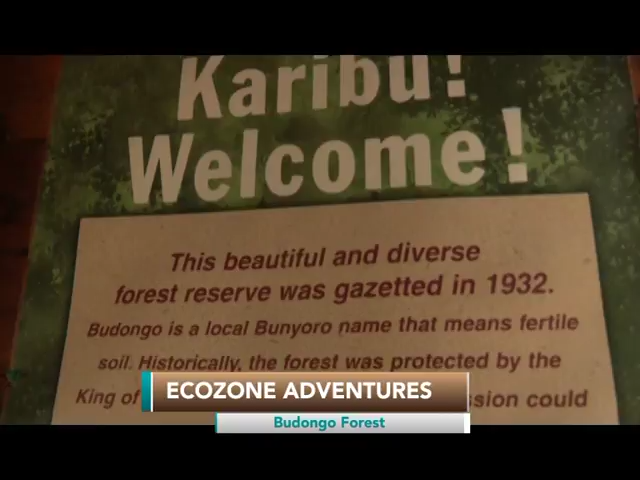 Karibu!
Welcome!
This beautiful and diverse
forest reserve was gazetted in 1932.
Budongo is a local Bunyoro name that means fertile
soil. Historically, the forest was protected by the
King of
could
ECOZONE ADVENTURES
Budongo Forest